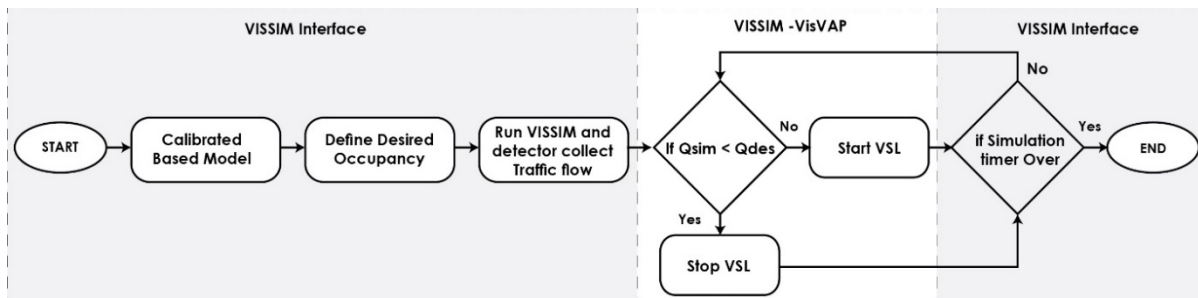 VISSIM Interface
VISSIM -VisVAP
VISSIM Interface
START
Calibrated
Based Model
Define Desired
Occupancy
Run VISSIM and
detector collect
Traffic flow
If Qsim < Qdes
No
Yes
Start VSL
Stop VSL
No
if Simulation
timer Over
Yes
END